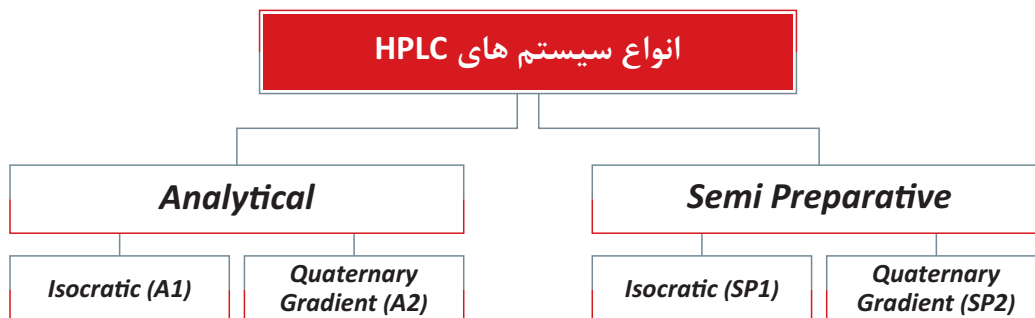 انواع سیستم های HPLC
Analytical
Semi Preparative
Isocratic (A1)
Quaternary
Gradient (A2)
Isocratic (SP1)
Quaternary
Gradient (SP2)